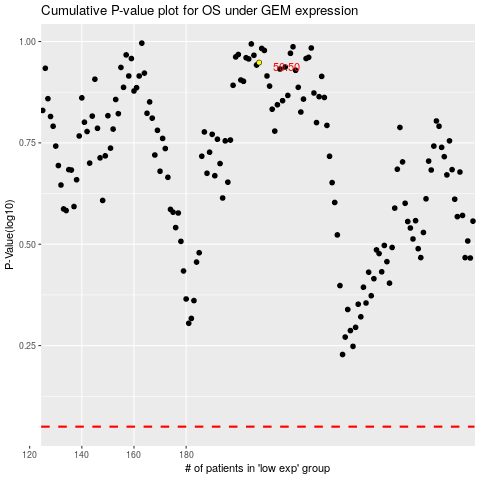 Cumulative P-value plot for OS under GEM expression
1.00
50-50
0.75
P-Value(log10)
0.50
0.25
120 140 160 180
# of patients in 'low exp' group